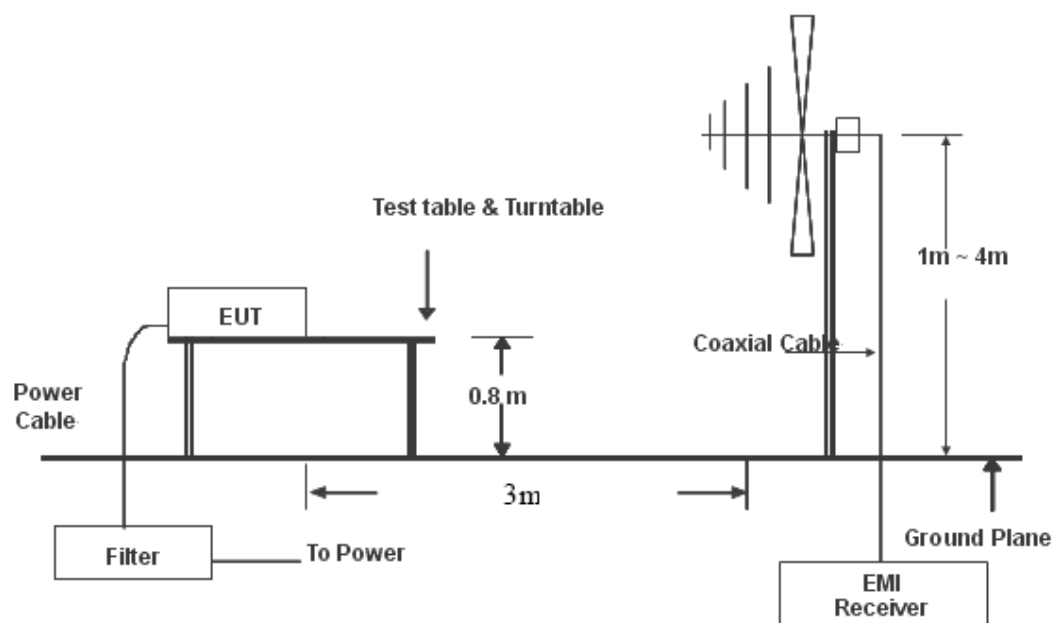 Test table & Turntable
1m ~ 4m
EUT
Coaxial Cable
0.8 m
Power
Cable
3m
Ground Plane
Filter
To Power
EMI
Receiver